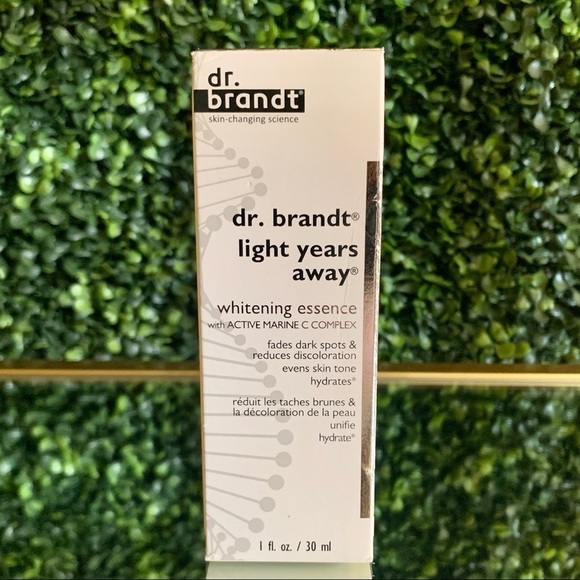 dr.
brandt®
skin-changing science
dr. brandt®
light years
away®
whitening essence
with ACTIVE MARINE C COMPLEX
fades dark spots &
reduces discoloration
evens skin tone
hydrates*
réduit les taches brunes &
la décoloration de la peau
unifie
hydrate*
1 fl. oz. / 30 ml